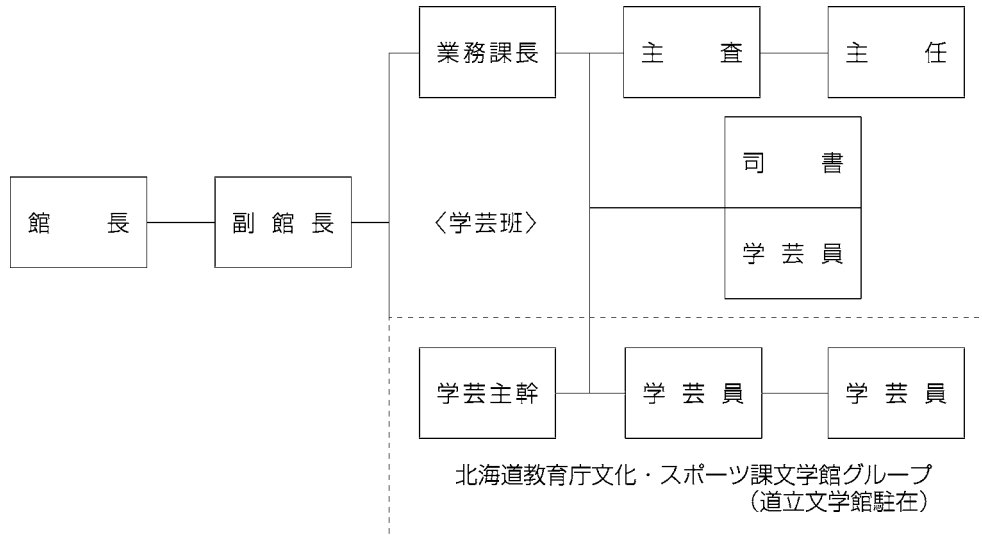 業務課長
主査
主任
司書
館長
副館長
〈学芸班〉
学芸員
学芸主幹
学芸員
学芸員
北海道教育庁文化・スポーツ課文学館グループ
（道立文学館駐在）